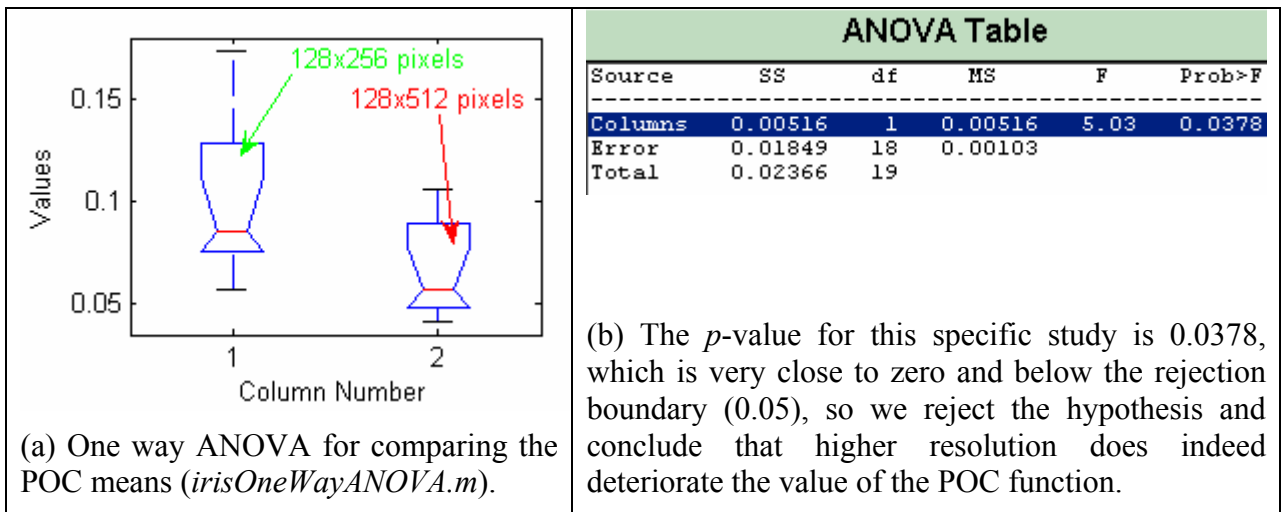 128x256 pixels
128x512 pixels
0.15
0.1
0.05
Values
1 2
Column Number
(a) One way ANOVA for comparing the
POC means (irisOneWayANOVA.m).
ANOVA Table
Source SS df MS F Prob>F
Columns 0.00516 1 0.00516 5.03 0.0378
Error 0.01849 18 0.00103
Total 0.02366 19
(b) The p-value for this specific study is 0.0378,
which is very close to zero and below the rejection
boundary (0.05), so we reject the hypothesis and
conclude that higher resolution does indeed
deteriorate the value of the POC function.